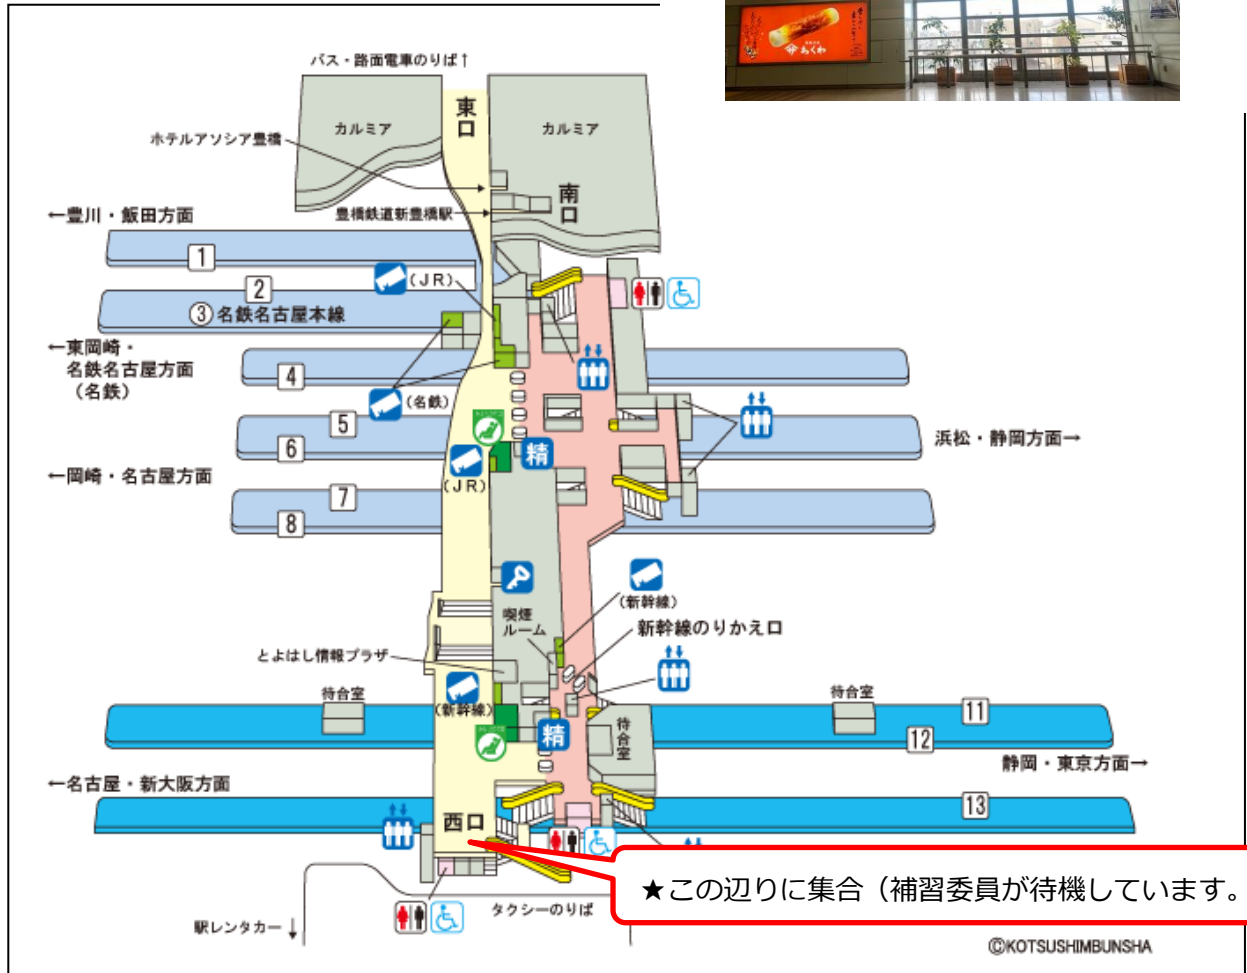 ちくわ
バス・路面電車のりば↑
東口
カルミア
カルミア
ホテルアソシア豊橋
南口
←豊川・飯田方面
豊橋鉄道新豊橋駅
1
(JR)
2
③名鉄名古屋本線
←東岡崎・
名鉄名古屋方面
(名鉄)
4
(名鉄)
5
6
浜松・静岡方面→
精
←岡崎・名古屋方面
(JR)
7
8
(新幹線)
喫煙
ルーム
新幹線のりかえ口
とよはし情報プラザ
待合室
(新幹線)
待合室
11
精
待合室
12
静岡・東京方面→
←名古屋・新大阪方面
13
西口
★この辺りに集合（補習委員が待機しています。
タクシーのりば
駅レンタカー↓
©KOTSUSHIMBUNSHA